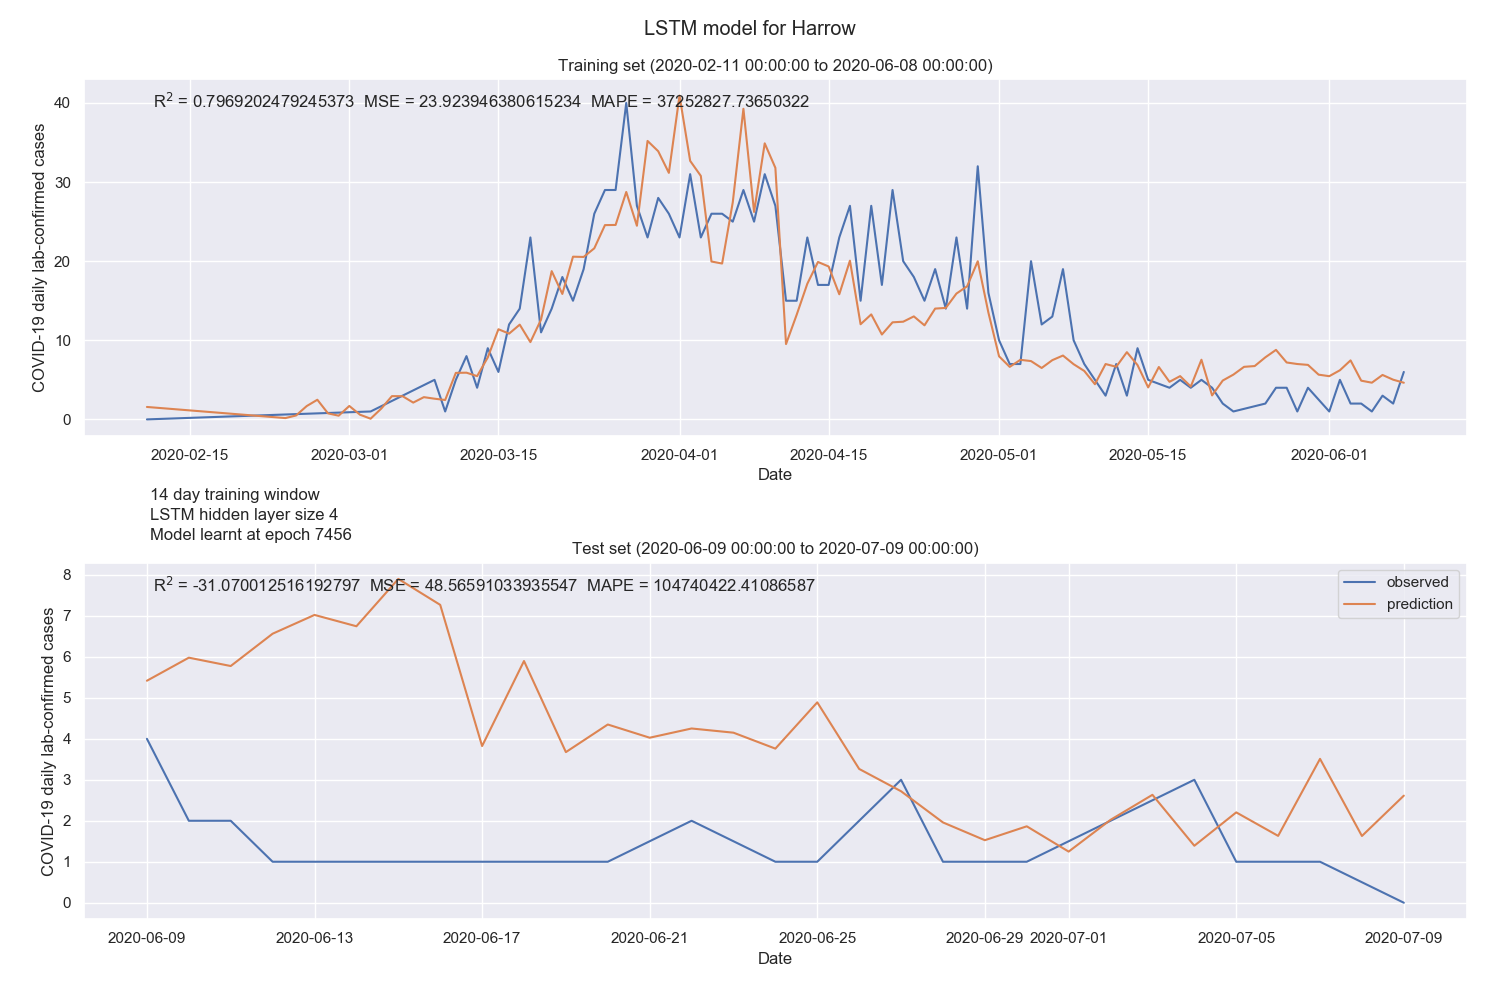 LSTM model for Harrow
Training set (2020-02-11 00:00:00 to 2020-06-08 00:00:00)
R² = 0.7969202479245373 MSE = 23.923946380615234 MAPE = 37252827.73650322
COVID-19 daily lab-confirmed cases
40
30
20
10
0
2020-02-15 2020-03-01 2020-03-15 2020-04-01 2020-04-15 2020-05-01 2020-05-15 2020-06-01
Date
14 day training window
LSTM hidden layer size 4
Model learnt at epoch 7456
Test set (2020-06-09 00:00:00 to 2020-07-09 00:00:00)
R² = -31.070012516192797 MSE = 48.56591033935547 MAPE = 104740422.41086587
observed
prediction
COVID-19 daily lab-confirmed cases
8
7
6
5
4
3
2
1
0
2020-06-09 2020-06-13 2020-06-17 2020-06-21 2020-06-25 2020-06-29 2020-07-01 2020-07-05 2020-07-09
Date